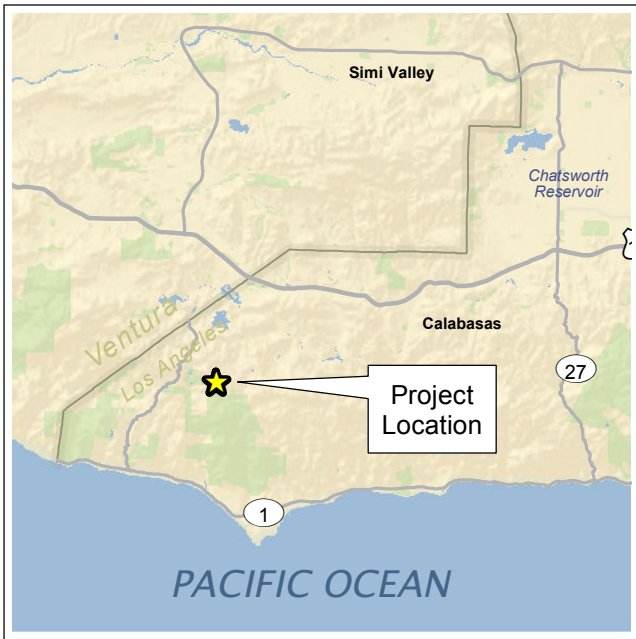 Simi Valley
Chatsworth
Reservoir
Ventura
Los Angeles
Calabasas
27
Project
Location
1
PACIFIC OCEAN